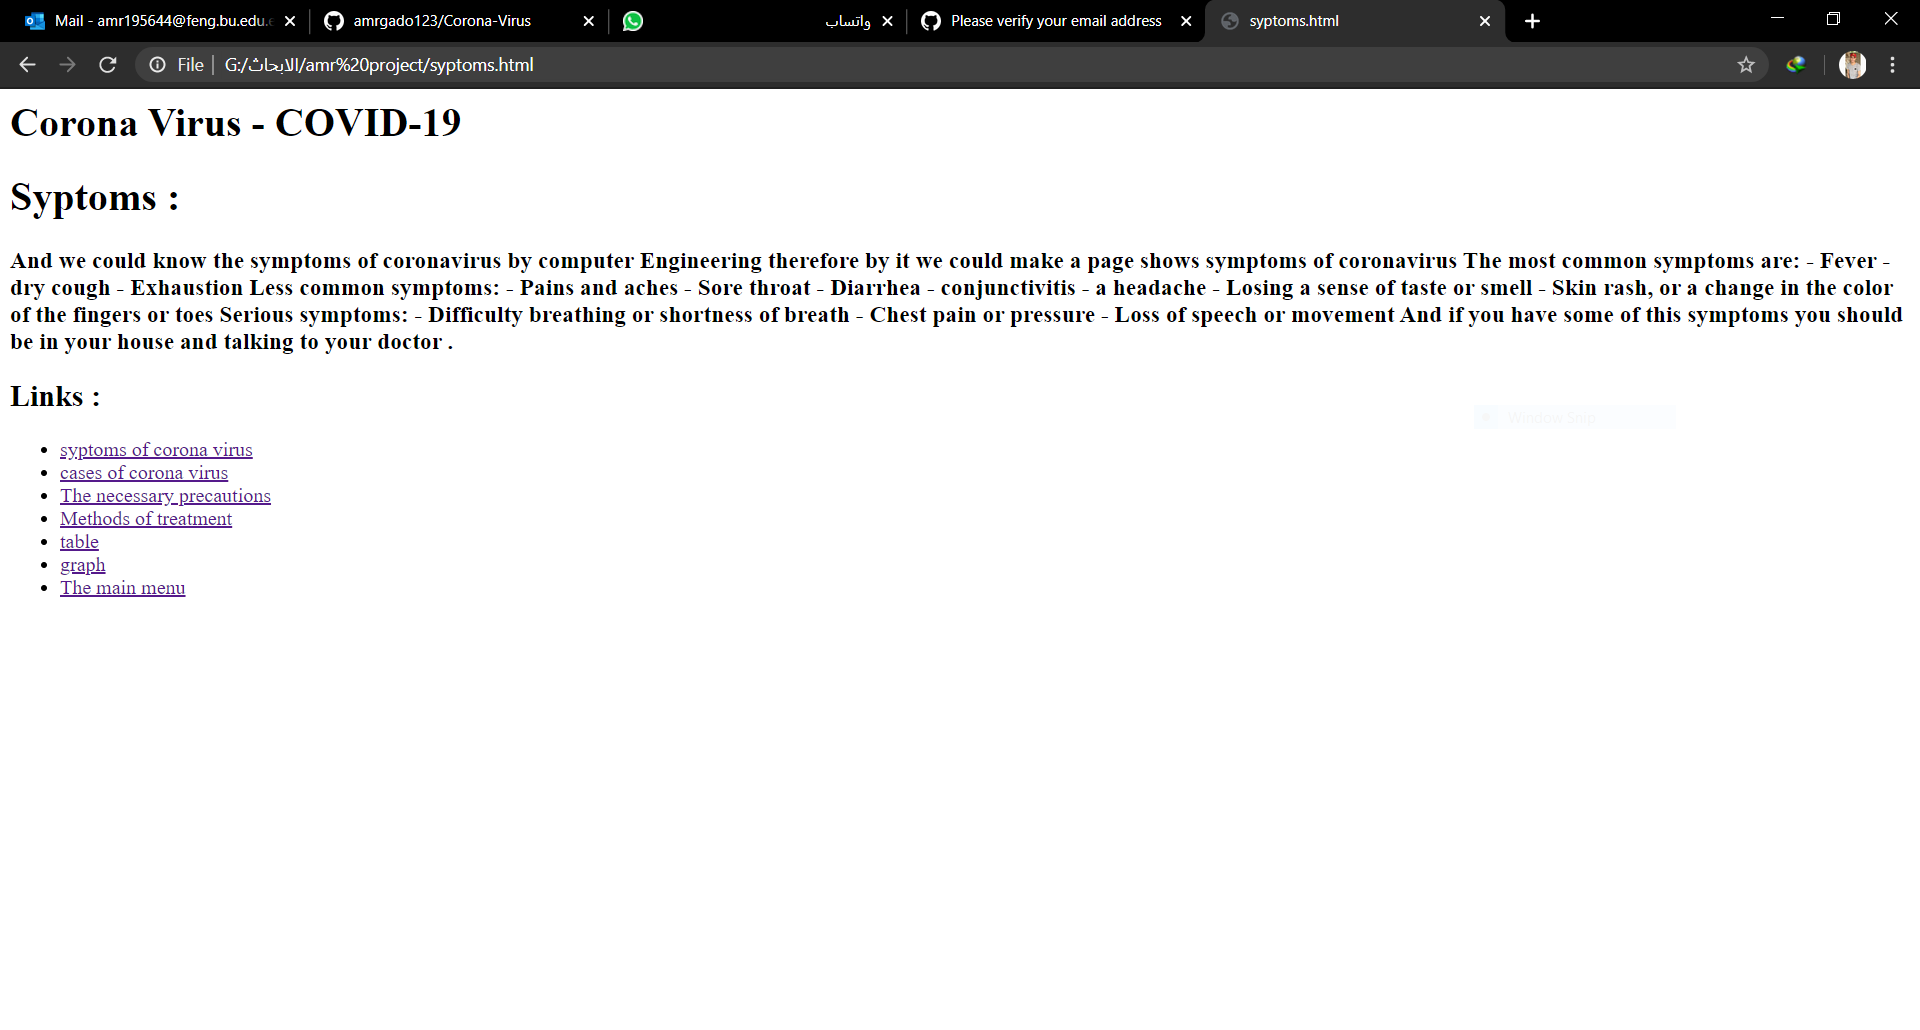 Mail - amr195644@feng.bu.edu.e
amrgado123/Corona-Virus
واتساب
Please verify your email address
syptoms.html
File
G:/الابحاث/amr%20project/syptoms.html
Corona Virus - COVID-19
Syptoms :
And we could know the symptoms of coronavirus by computer Engineering therefore by it we could make a page shows symptoms of coronavirus The most common symptoms are: - Fever -
dry cough - Exhaustion Less common symptoms: - Pains and aches - Sore throat - Diarrhea - conjunctivitis - a headache - Losing a sense of taste or smell - Skin rash, or a change in the color
of the fingers or toes Serious symptoms: - Difficulty breathing or shortness of breath - Chest pain or pressure - Loss of speech or movement And if you have some of this symptoms you should
be in your house and talking to your doctor .
Links :
Window Snip
syptoms of corona virus
cases of corona virus
The necessary precautions
Methods of treatment
table
graph
The main menu